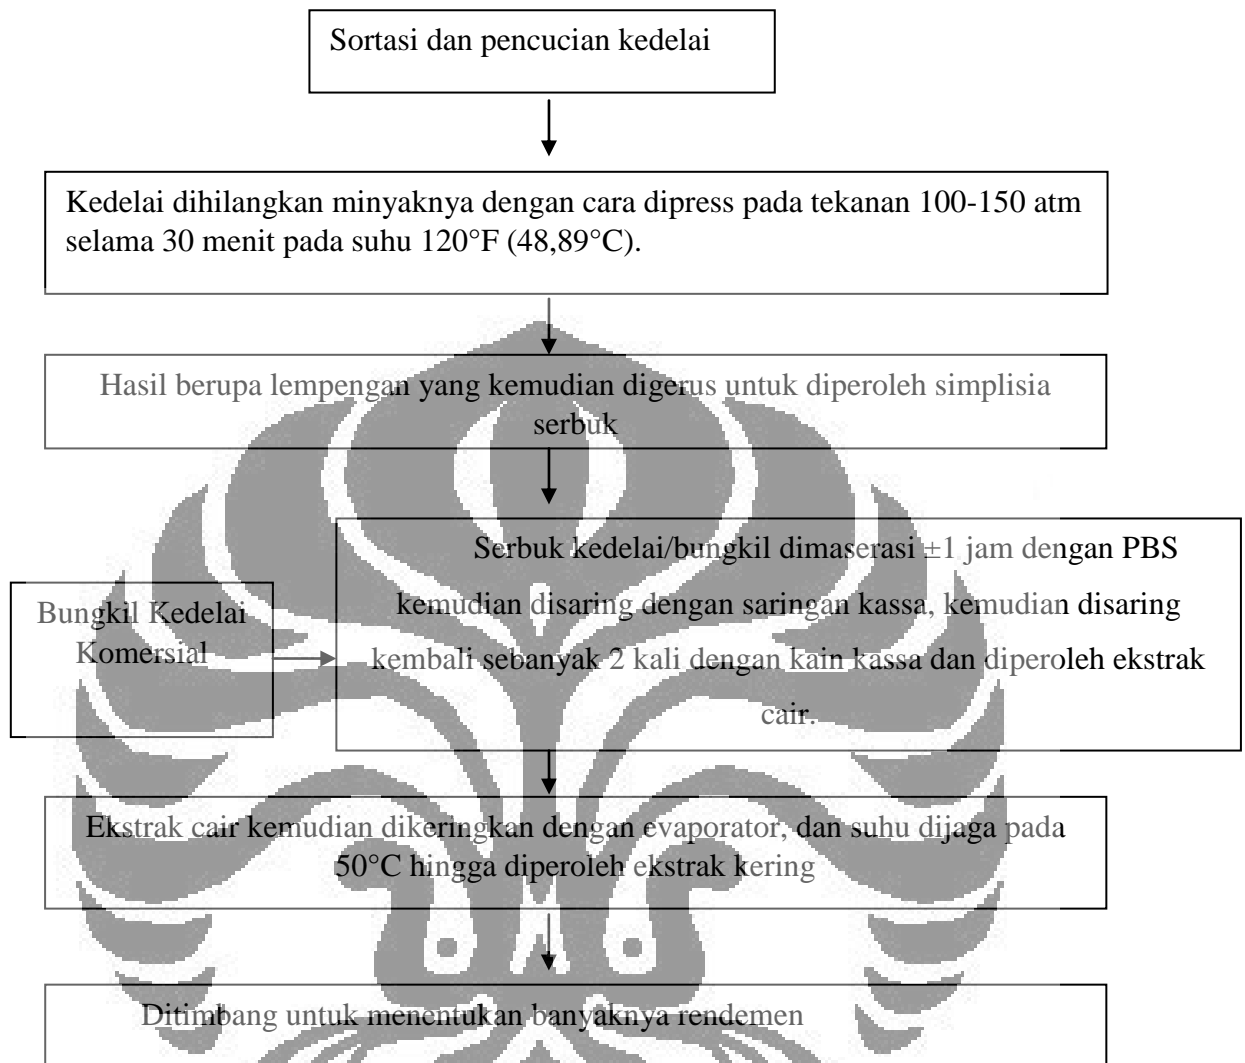 Sortasi dan pencucian kedelai
Kedelai dihilangkan minyaknya dengan cara dipress pada tekanan 100-150 atm
selama 30 menit pada suhu 120°F (48,89°C).
Hasil berupa lempengan yang kemudian digerus untuk diperoleh simplisia
serbuk
Bungkil Kedelai
Komersial
Serbuk kedelai/bungkil dimaserasi ±1 jam dengan PBS
kemudian disaring dengan saringan kassa, kemudian disaring
kembali sebanyak 2 kali dengan kain kassa dan diperoleh ekstrak
cair.
Ekstrak cair kemudian dikeringkan dengan evaporator, dan suhu dijaga pada
50°C hingga diperoleh ekstrak kering
Ditimbang untuk menentukan banyaknya rendemen